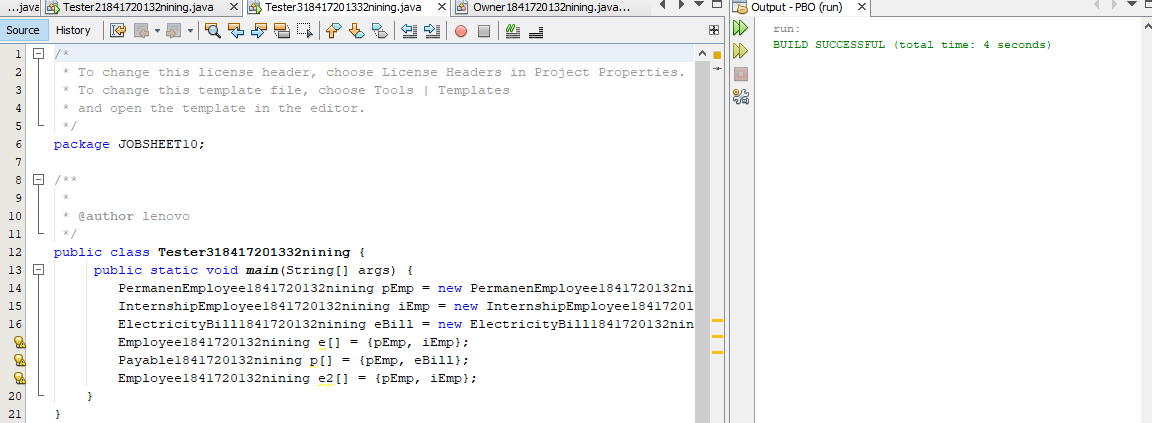 ...java
Tester2841720132nining.java
Tester318417201332nining.java
Owner1841720132nining.java...
Output - PBO (run)
Source
History
1 /*
2 * To change this license header, choose License Headers in Project Properties.
3 * To change this template file, choose Tools | Templates
4 * and open the template in the editor.
5 */
6 package JOBSHEET10;
7
8 /**
9 *
10 * @author lenovo
11 */
12 public class Tester318417201332nining {
13 public static void main(String[] args) {
14 PermanenEmployee1841720132nining pEmp = new PermanenEmployee1841720132ni
15 InternshipEmployee1841720132nining iEmp = new InternshipEmployee18417201
16 ElectricityBill1841720132nining eBill = new ElectricityBill1841720132nin
Employee1841720132nining e[] = {pEmp, iEmp};
Payable1841720132nining p[] = {pEmp, eBill};
Employee1841720132nining e2[] = {pEmp, iEmp};
20 }
21 }
run:
BUILD SUCCESSFUL (total time: 4 seconds)